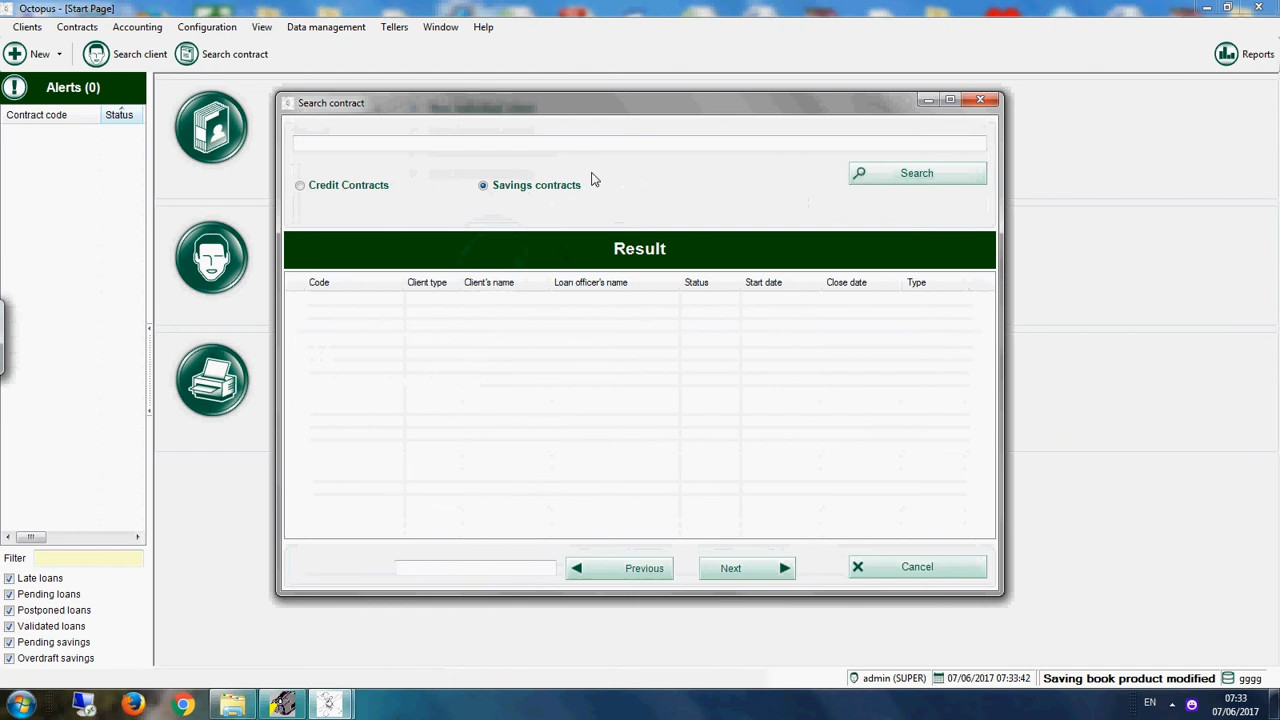 Octopus - [Start Page]
Clients Contracts Accounting Configuration View Data management Tellers Window Help
New Search client Search contract Reports
Alerts (0)
Contract code Status
Search contract
Search
Credit Contracts Savings contracts
Result
Code Client type Client's name Loan officer's name Status Start date Close date Type
Filter
Late loans
Pending loans
Postponed loans
Validated loans
Pending savings
Overdraft savings
Previous Next Cancel
admin (SUPER) 07/06/2017 07:33:42 Saving book product modified gggg
EN 07:33
07/06/2017